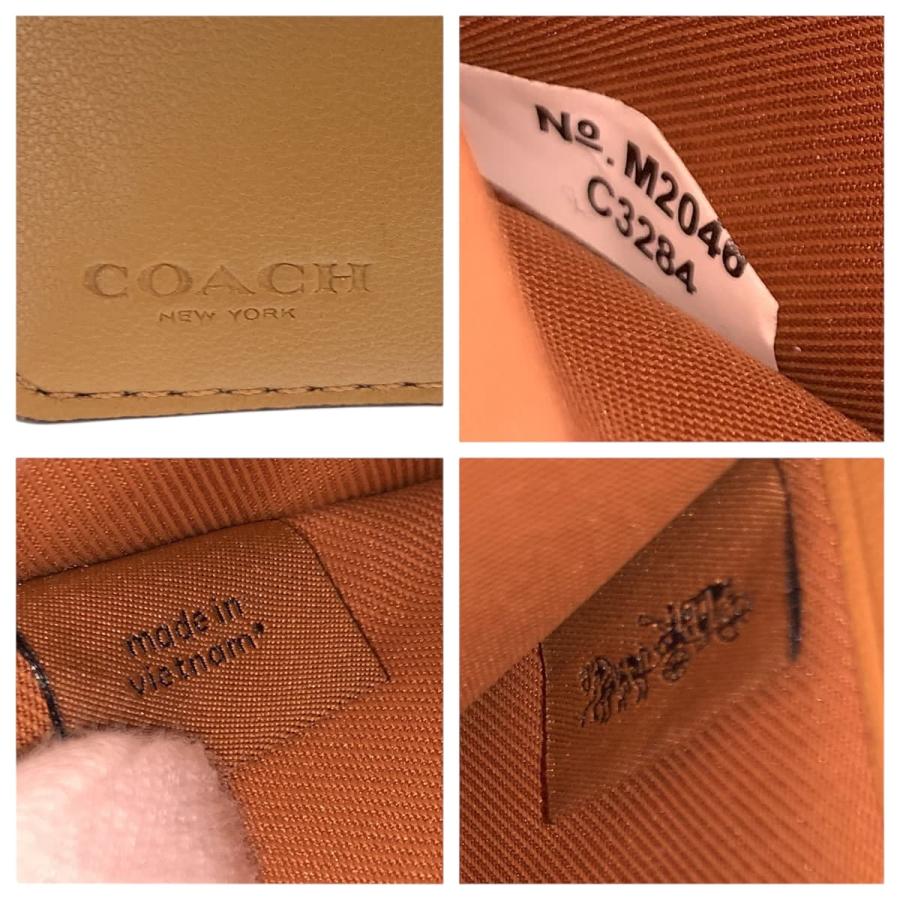 COACH
NEW YORK
Nº. M2046
C3284
made in
vietnam*